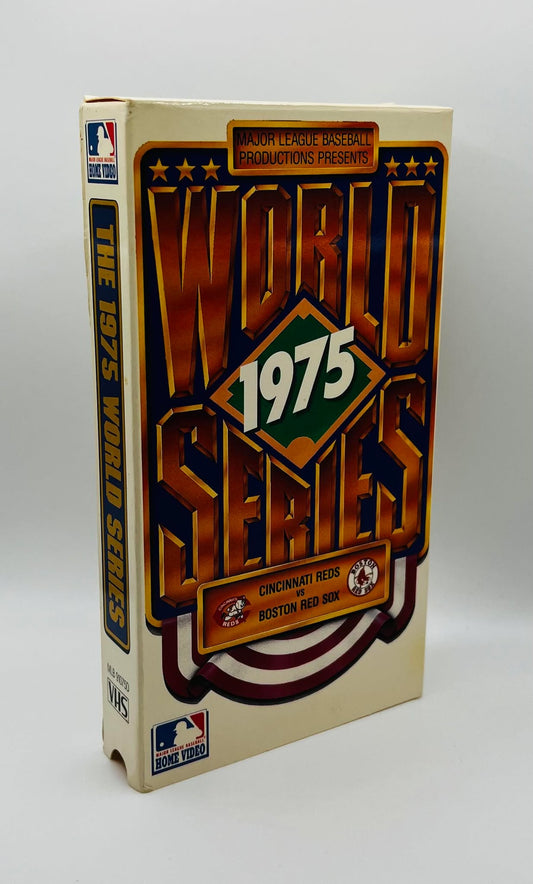 MAJOR LEAGUE BASEBALL
HOME VIDEO
THE 1975 WORLD SERIES
VHS
MAJOR LEAGUE BASEBALL
PRODUCTIONS PRESENTS
WORLD
1975
SERIES
CINCINNATI REDS
VS
BOSTON RED SOX
CINCINNATI
REDS
BOSTON
RED SOX
MAJOR LEAGUE BASEBALL
HOME VIDEO